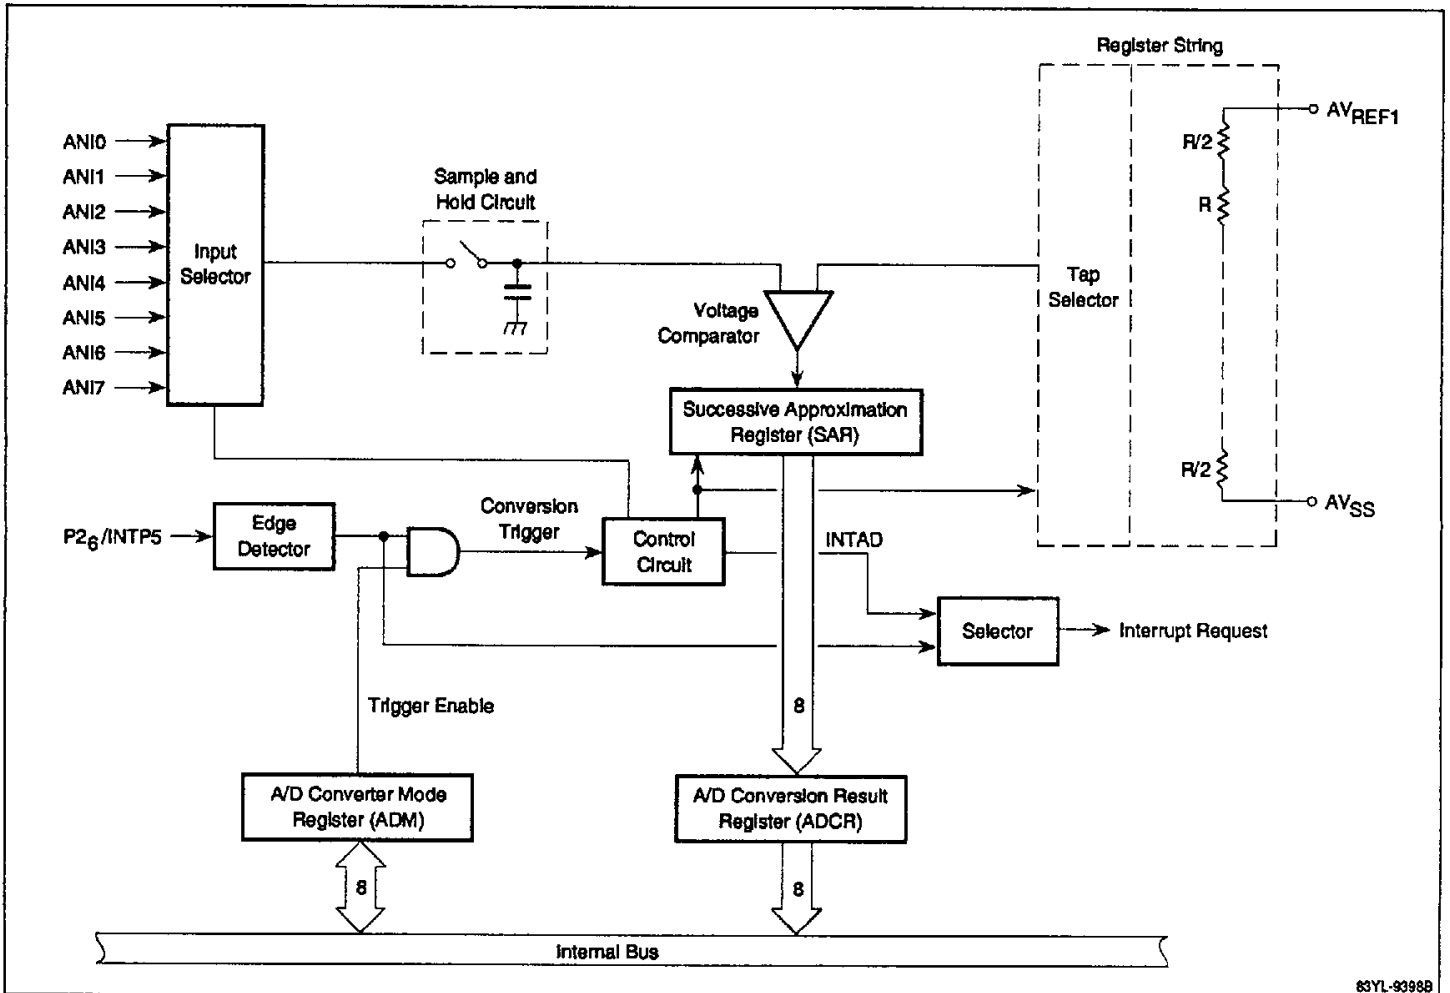 Register String
AVREF1
R/2
R
R/2
AVSS
ANI0
ANI1
ANI2
ANI3
ANI4
ANI5
ANI6
ANI7
Input
Selector
Sample and
Hold Circuit
Tap
Selector
Voltage
Comparator
Successive Approximation
Register (SAR)
P26/INTP5
Edge
Detector
Conversion
Trigger
Control
Circuit
INTAD
Selector
Interrupt Request
Trigger Enable
8
A/D Converter Mode
Register (ADM)
A/D Conversion Result
Register (ADCR)
8
8
Internal Bus
83YL-9398B